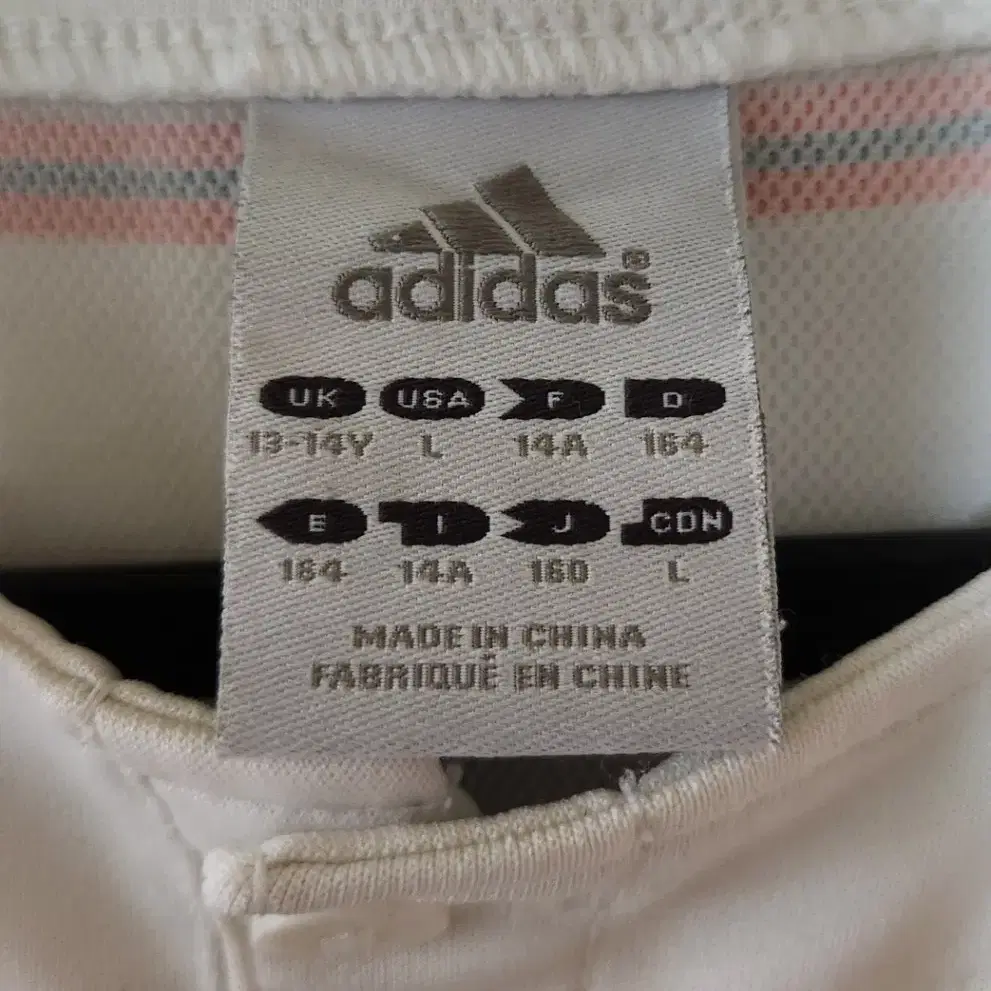 adidas®
UK USA F D
13-14Y L 14A 164
E I J CDN
164 14A 160 L
MADE IN CHINA
FABRIQUÉ EN CHINE